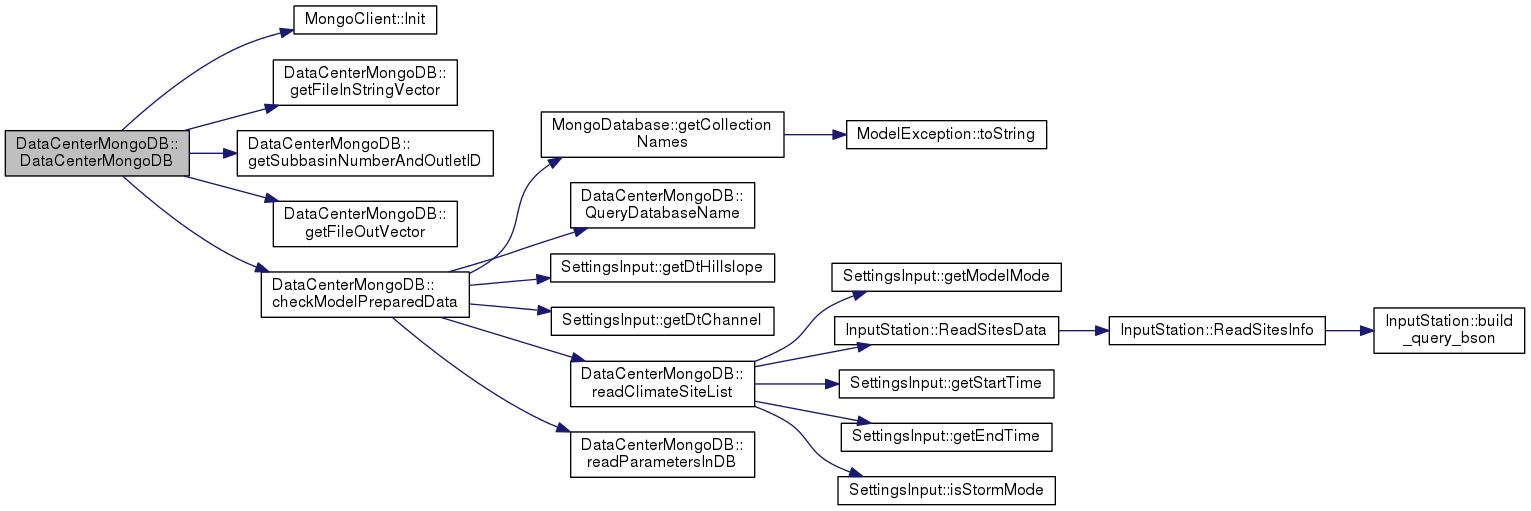 DataCenterMongoDB::
DataCenterMongoDB
MongoClient::Init
DataCenterMongoDB::
getFileInStringVector
DataCenterMongoDB::
getSubbasinNumberAndOutletID
DataCenterMongoDB::
getFileOutVector
DataCenterMongoDB::
checkModelPreparedData
MongoDatabase::getCollection
Names
ModelException::toString
DataCenterMongoDB::
QueryDatabaseName
SettingsInput::getDtHillslope
SettingsInput::getDtChannel
DataCenterMongoDB::
readClimateSiteList
DataCenterMongoDB::
readParametersInDB
SettingsInput::getModelMode
InputStation::ReadSitesData
InputStation::ReadSitesInfo
InputStation::build
_query_bson
SettingsInput::getStartTime
SettingsInput::getEndTime
SettingsInput::isStormMode